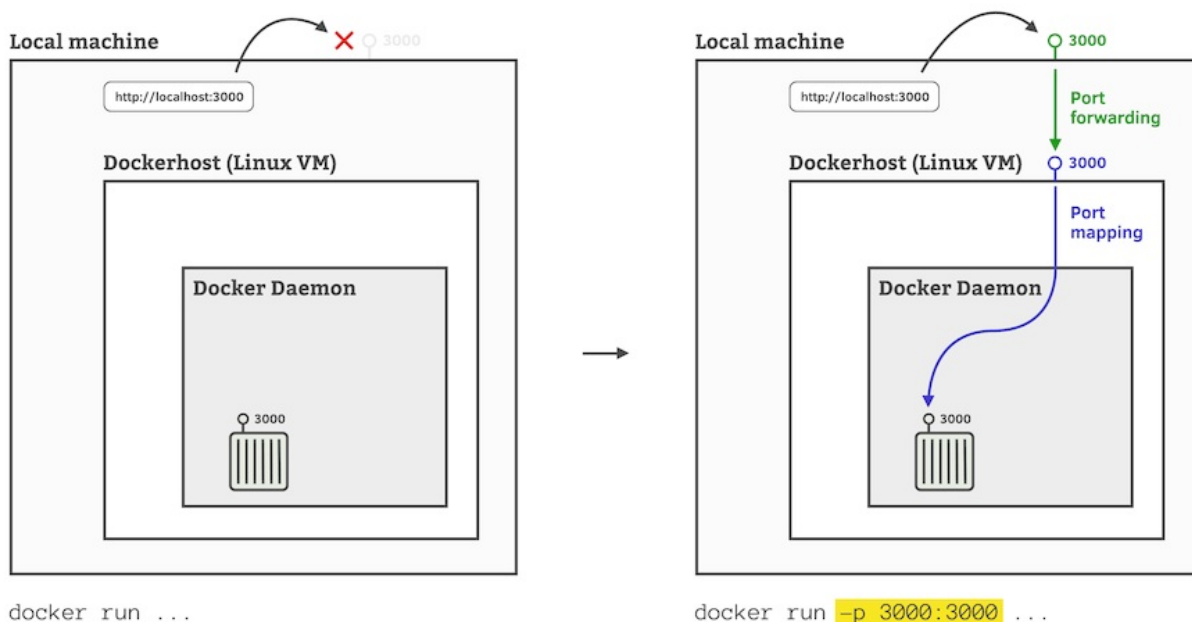 Local machine
3000
http://localhost:3000
Dockerhost (Linux VM)
Docker Daemon
3000
docker run ...
Local machine
3000
http://localhost:3000
Port
forwarding
Dockerhost (Linux VM)
3000
Port
mapping
Docker Daemon
3000
docker run -p 3000:3000 ...